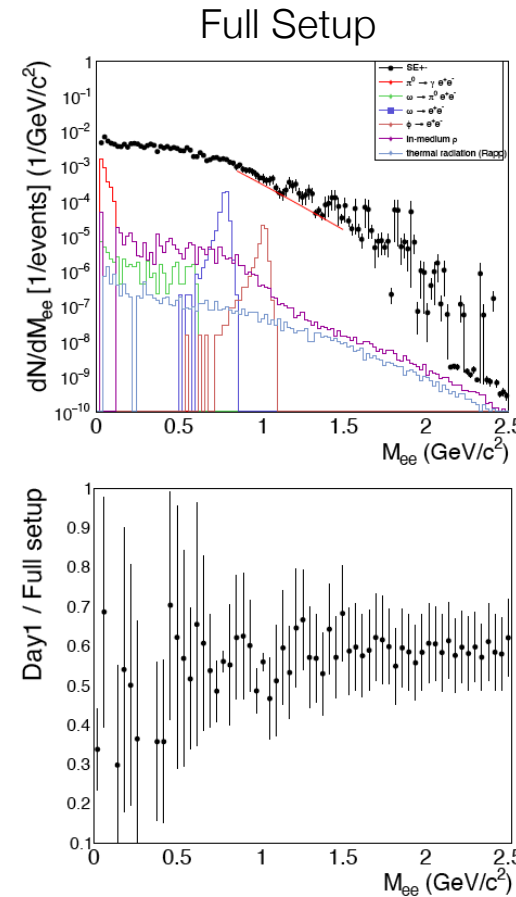 Full Setup
dN/dM_ee [1/events] (1/GeV/c²)
1
10⁻¹
10⁻²
10⁻³
10⁻⁴
10⁻⁵
10⁻⁶
10⁻⁷
10⁻⁸
10⁻⁹
10⁻¹⁰
SE+-
π⁰ → γ e⁺e⁻
ω → π⁰ e⁺e⁻
ω → e⁺e⁻
ϕ → e⁺e⁻
in-medium ρ
thermal radiation (Rapp)
0 0.5 1 1.5 2 2.5
M_ee (GeV/c²)
Day1 / Full setup
1
0.9
0.8
0.7
0.6
0.5
0.4
0.3
0.2
0.1
0 0.5 1 1.5 2 2.5
M_ee (GeV/c²)